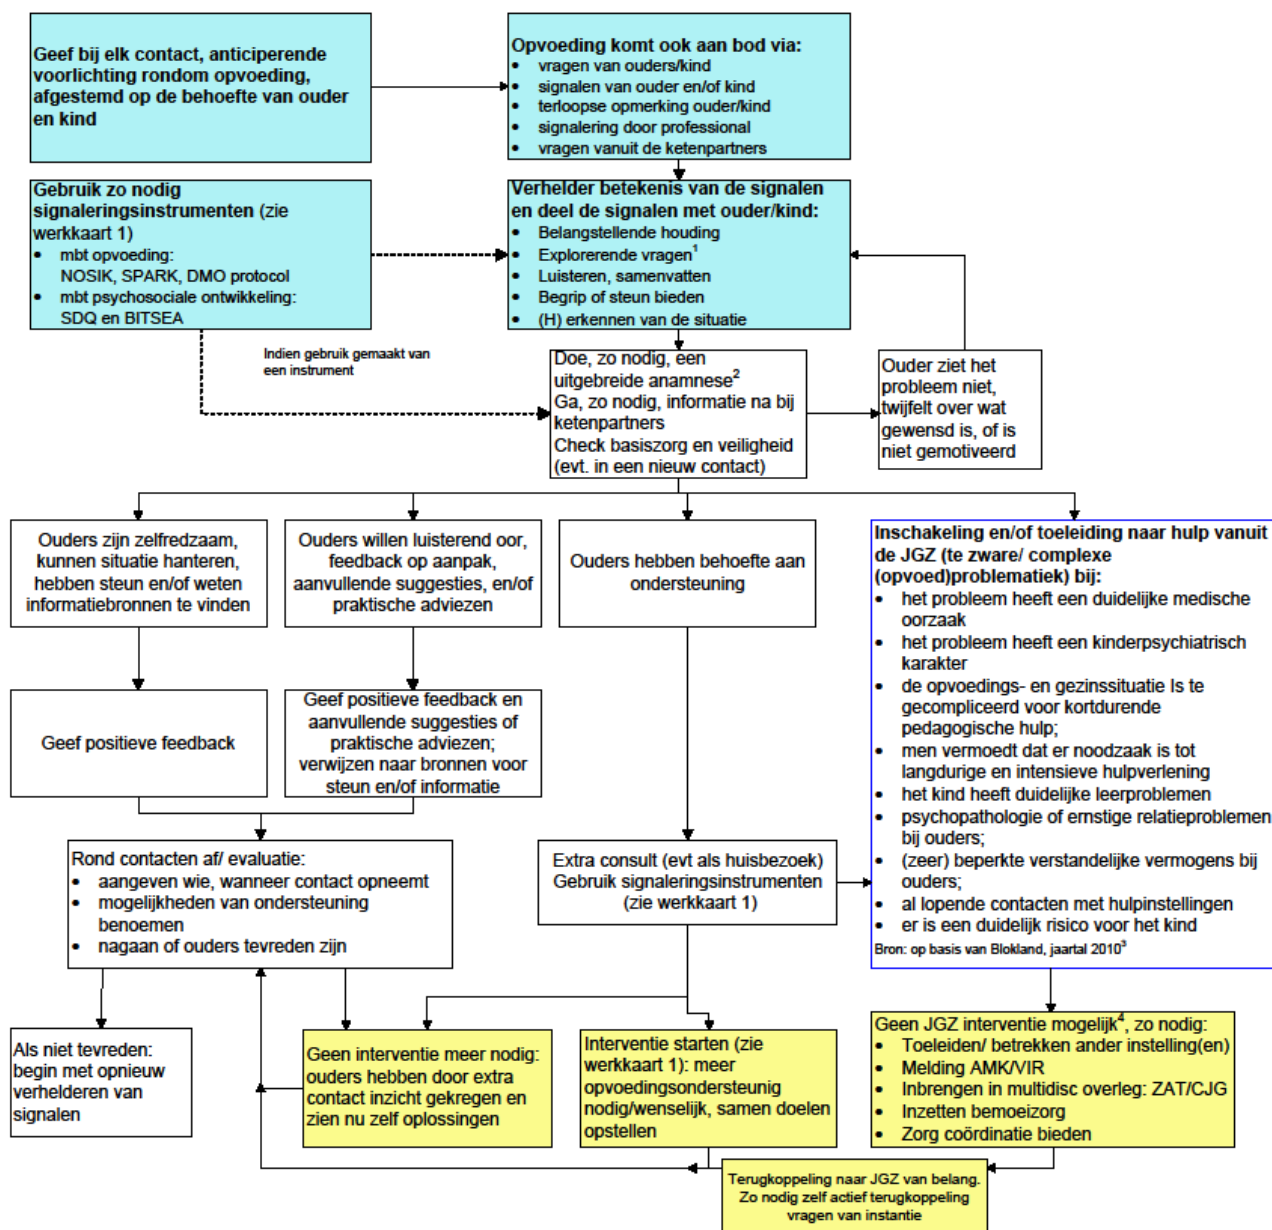 Geef bij elk contact, anticiperende
voorlichting rondom opvoeding,
afgestemd op de behoefte van ouder
en kind
Opvoeding komt ook aan bod via:
• vragen van ouders/kind
• signalen van ouder en/of kind
• terloopse opmerking ouder/kind
• signalering door professional
• vragen vanuit de ketenpartners
Gebruik zo nodig
signaleringsinstrumenten (zie
werkkaart 1)
• mbt opvoeding:
NOSIK, SPARK, DMO protocol
• mbt psychosociale ontwikkeling:
SDQ en BITSEA
Verhelder betekenis van de signalen
en deel de signalen met ouder/kind:
• Belangstellende houding
• Explorerende vragen¹
• Luisteren, samenvatten
• Begrip of steun bieden
• (H) erkennen van de situatie
Indien gebruik gemaakt van
een instrument
Doe, zo nodig, een
uitgebreide anamnese²
Ga, zo nodig, informatie na bij
ketenpartners
Check basiszorg en veiligheid
(evt. in een nieuw contact)
Ouder ziet het
probleem niet,
twijfelt over wat
gewensd is, of is
niet gemotiveerd
Ouders zijn zelfredzaam,
kunnen situatie hanteren,
hebben steun en/of weten
informatiebronnen te vinden
Ouders willen luisterend oor,
feedback op aanpak,
aanvullende suggesties, en/of
praktische adviezen
Ouders hebben behoefte aan
ondersteuning
Inschakeling en/of toeleiding naar hulp vanuit
de JGZ (te zware/ complexe
(opvoed)problematiek) bij:
• het probleem heeft een duidelijke medische
oorzaak
• het probleem heeft een kinderpsychiatrisch
karakter
• de opvoedings- en gezinssituatie Is te
gecompliceerd voor kortdurende
pedagogische hulp;
• men vermoedt dat er noodzaak is tot
langdurige en intensieve hulpverlening
• het kind heeft duidelijke leerproblemen
• psychopathologie of ernstige relatieproblemen
bij ouders;
• (zeer) beperkte verstandelijke vermogens bij
ouders;
• al lopende contacten met hulpinstellingen
• er is een duidelijk risico voor het kind
Bron: op basis van Blokland, jaartal 2010³
Geef positieve feedback
Geef positieve feedback en
aanvullende suggesties of
praktische adviezen;
verwijzen naar bronnen voor
steun en/of informatie
Rond contacten af/ evaluatie:
• aangeven wie, wanneer contact opneemt
• mogelijkheden van ondersteuning
benoemen
• nagaan of ouders tevreden zijn
Extra consult (evt als huisbezoek)
Gebruik signaleringsinstrumenten
(zie werkkaart 1)
Als niet tevreden:
begin met opnieuw
verhelderen van
signalen
Geen interventie meer nodig:
ouders hebben door extra
contact inzicht gekregen en
zien nu zelf oplossingen
Interventie starten (zie
werkkaart 1): meer
opvoedingsondersteunig
nodig/wenselijk, samen doelen
opstellen
Geen JGZ interventie mogelijk⁴, zo nodig:
• Toeleiden/ betrekken ander instelling(en)
• Melding AMK/VIR
• Inbrengen in multidisc overleg: ZAT/CJG
• Inzetten bemoeizorg
• Zorg coördinatie bieden
Terugkoppeling naar JGZ van belang.
Zo nodig zelf actief terugkoppeling
vragen van instantie